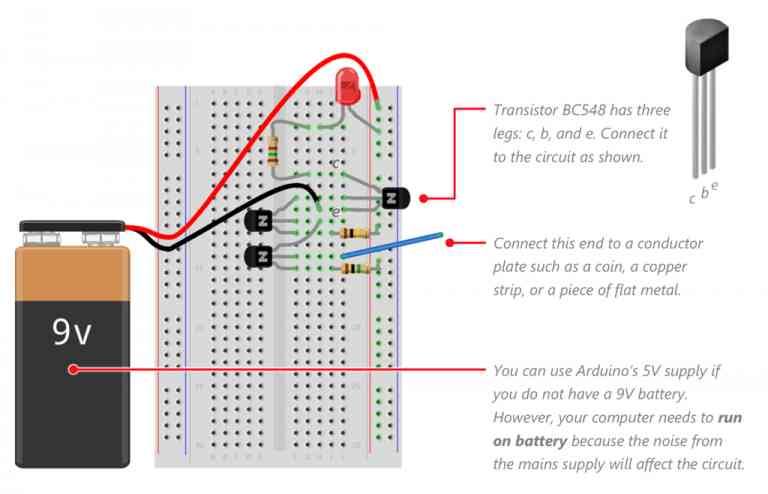 Transistor BC548 has three
legs: c, b, and e. Connect it
to the circuit as shown.
c b e
c
e
N
N
N
Connect this end to a conductor
plate such as a coin, a copper
strip, or a piece of flat metal.
9v
You can use Arduino's 5V supply if
you do not have a 9V battery.
However, your computer needs to run
on battery because the noise from
the mains supply will affect the circuit.